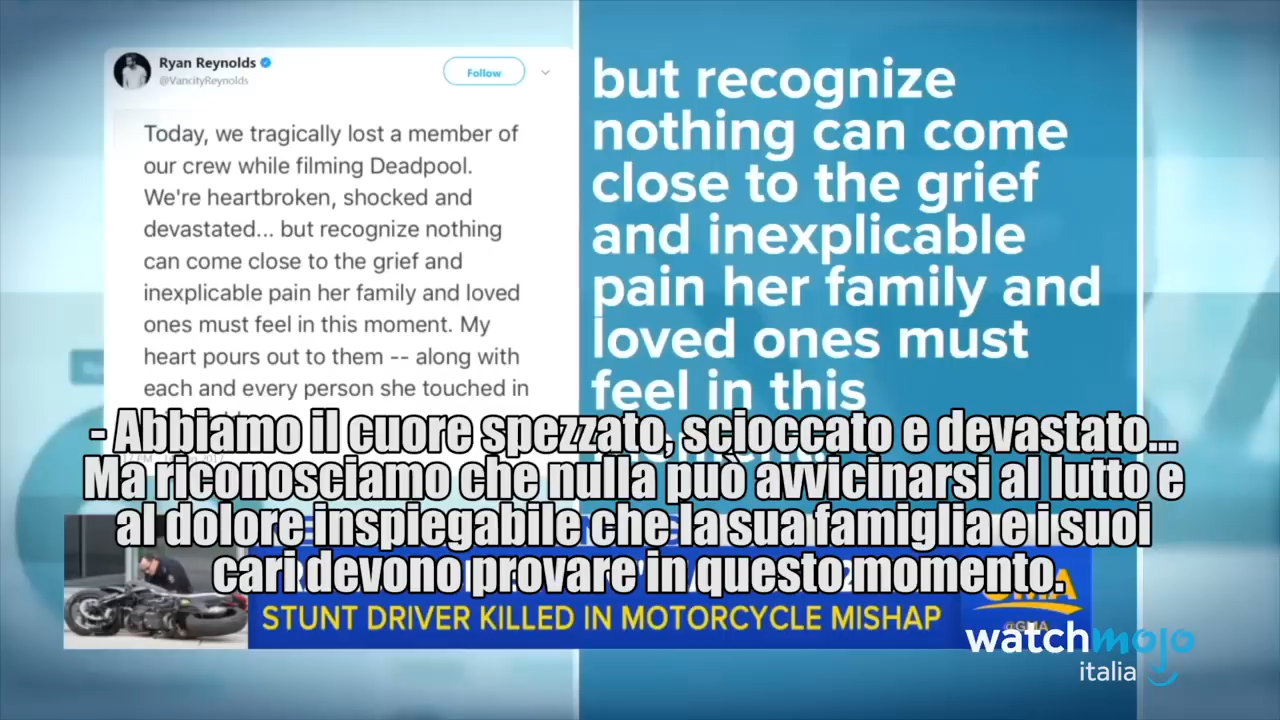 Ryan Reynolds
@VancityReynolds
Follow
Today, we tragically lost a member of
our crew while filming Deadpool.
We're heartbroken, shocked and
devastated... but recognize nothing
can come close to the grief and
inexplicable pain her family and loved
ones must feel in this moment. My
heart pours out to them -- along with
each and every person she touched in
but recognize
nothing can come
close to the grief
and inexplicable
pain her family and
loved ones must
feel in this
- Abbiamo il cuore spezzato, scioccato e devastato...
Ma riconosciamo che nulla può avvicinarsi al lutto e
al dolore inspiegabile che la sua famiglia e i suoi
cari devono provare in questo momento.
STUNT DRIVER KILLED IN MOTORCYCLE MISHAP
GMA
@GMA
watchmojo
italia